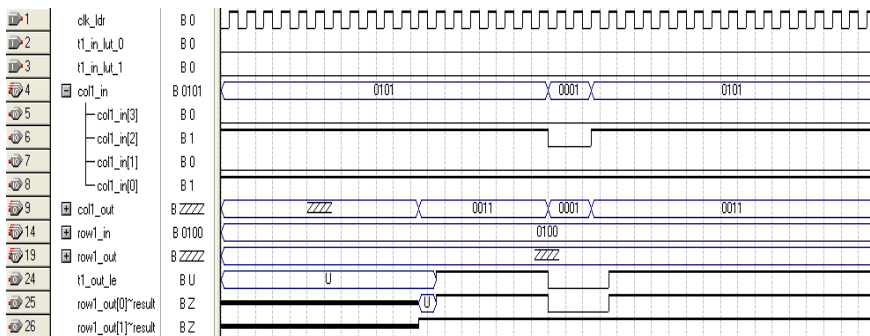 1 clk_ldr B 0
2 t1_in_lut_0 B 0
3 t1_in_lut_1 B 0
4 col1_in B 0101 0101 0001 0101
5 col1_in[3] B 0
6 col1_in[2] B 1
7 col1_in[1] B 0
8 col1_in[0] B 1
9 col1_out B ZZZZ ZZZZ 0011 0001 0011
14 row1_in B 0100 0100
19 row1_out B ZZZZ ZZZZ
24 t1_out_le B U U
25 row1_out[0]~result B Z U
26 row1_out[1]~result B Z